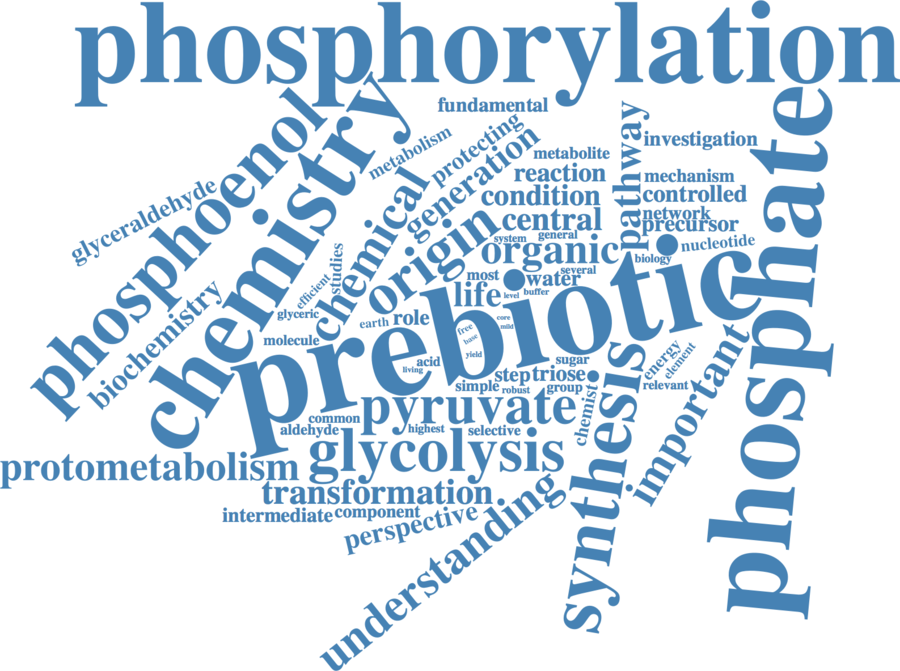 phosphorylation
fundamental
phosphoenol
chemistry
metabolism
protecting
generation
pathway
investigation
phosphate
metabolite
reaction
mechanism
condition
controlled
glyceraldehyde
chemical
origin
central
network
precursor
system
general
organic
nucleotide
biology
studies
efficient
most
several
water
life
level
buffer
prebiotic
biochemistry
glyceric
earth
role
core
mild
free
base
yield
molecule
acid
living
sugar
step
triose
simple
robust
group
chemist
energy
element
relevant
important
synthesis
pyruvate
common
aldehyde
highest
selective
protometabolism
glycolysis
transformation
intermediate
component
perspective
understanding